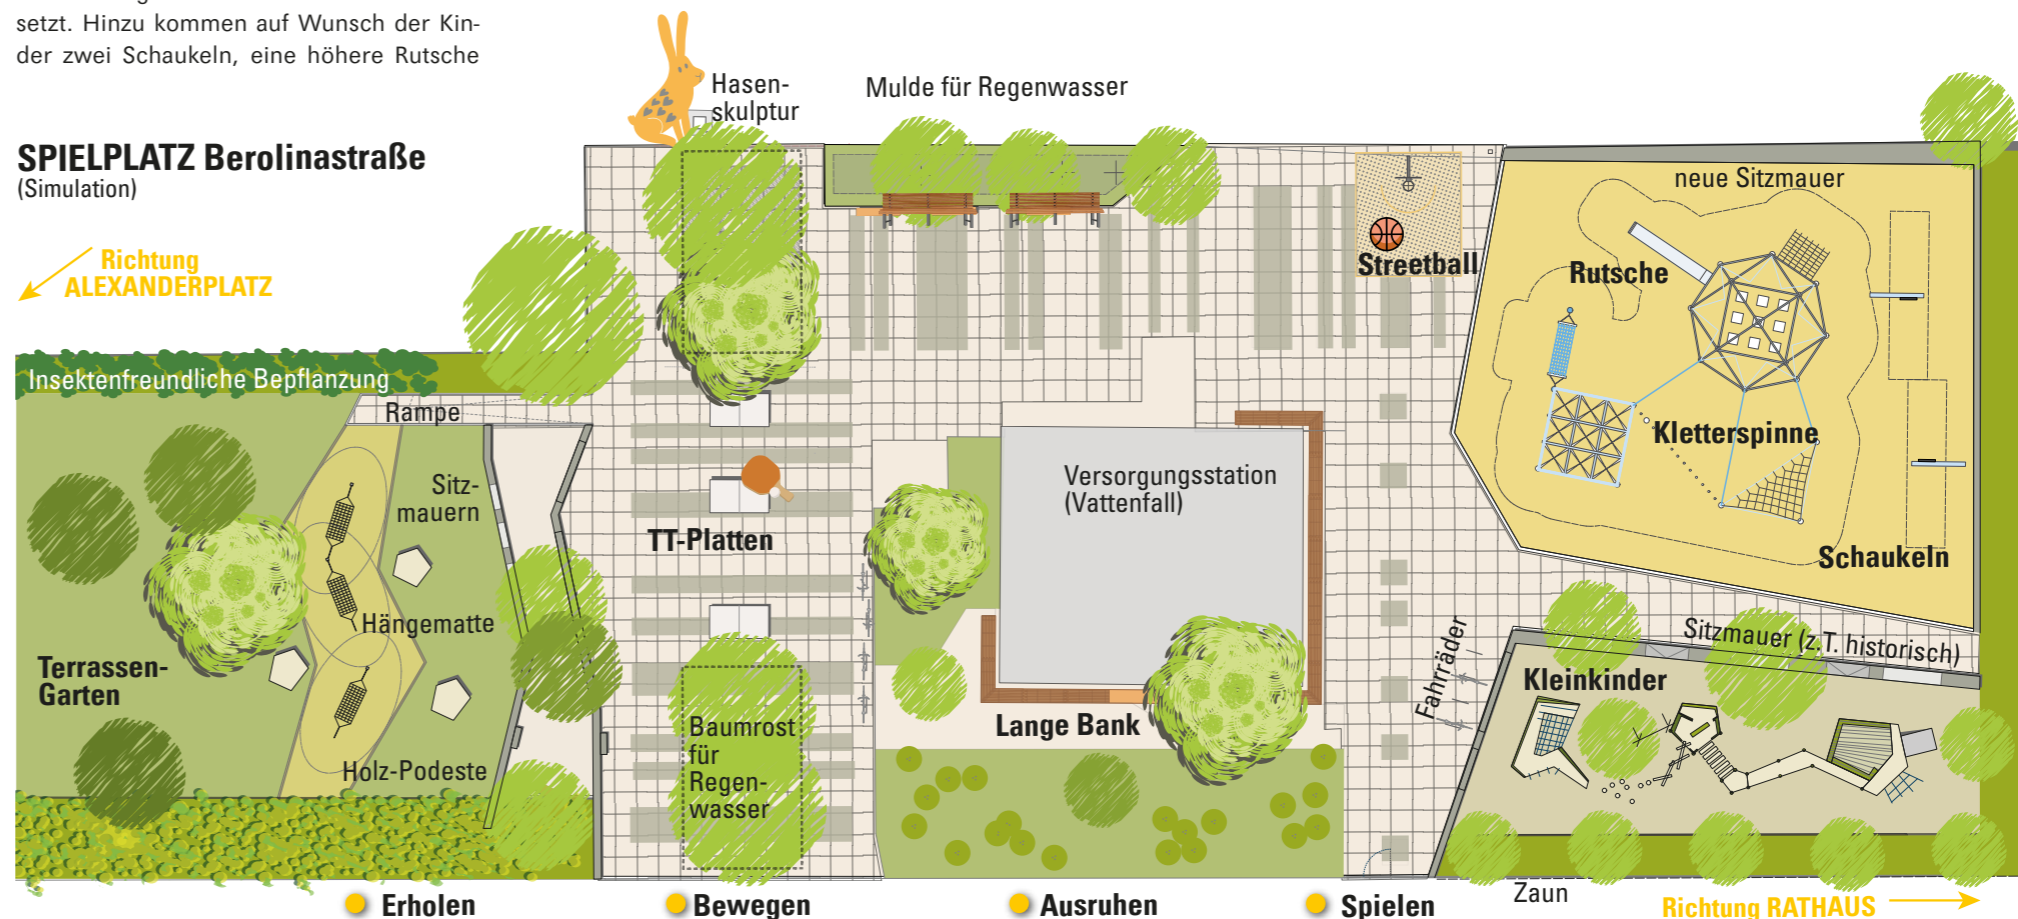 setzt. Hinzu kommen auf Wunsch der Kin-
der zwei Schaukeln, eine höhere Rutsche
Hasen-
skulptur
Mulde für Regenwasser
SPIELPLATZ Berolinastraße
(Simulation)
Richtung
ALEXANDERPLATZ
neue Sitzmauer
Streetball
Rutsche
Insektenfreundliche Bepflanzung
Rampe
Kletterspinne
Sitz-
mauern
Versorgungsstation
(Vattenfall)
TT-Platten
Schaukeln
Hängematte
Terrassen-
Garten
Fahrräder
Sitzmauer (z.T. historisch)
Kleinkinder
Lange Bank
Baumrost
für
Regen-
wasser
Holz-Podeste
Zaun
Erholen
Bewegen
Ausruhen
Spielen
Richtung RATHAUS